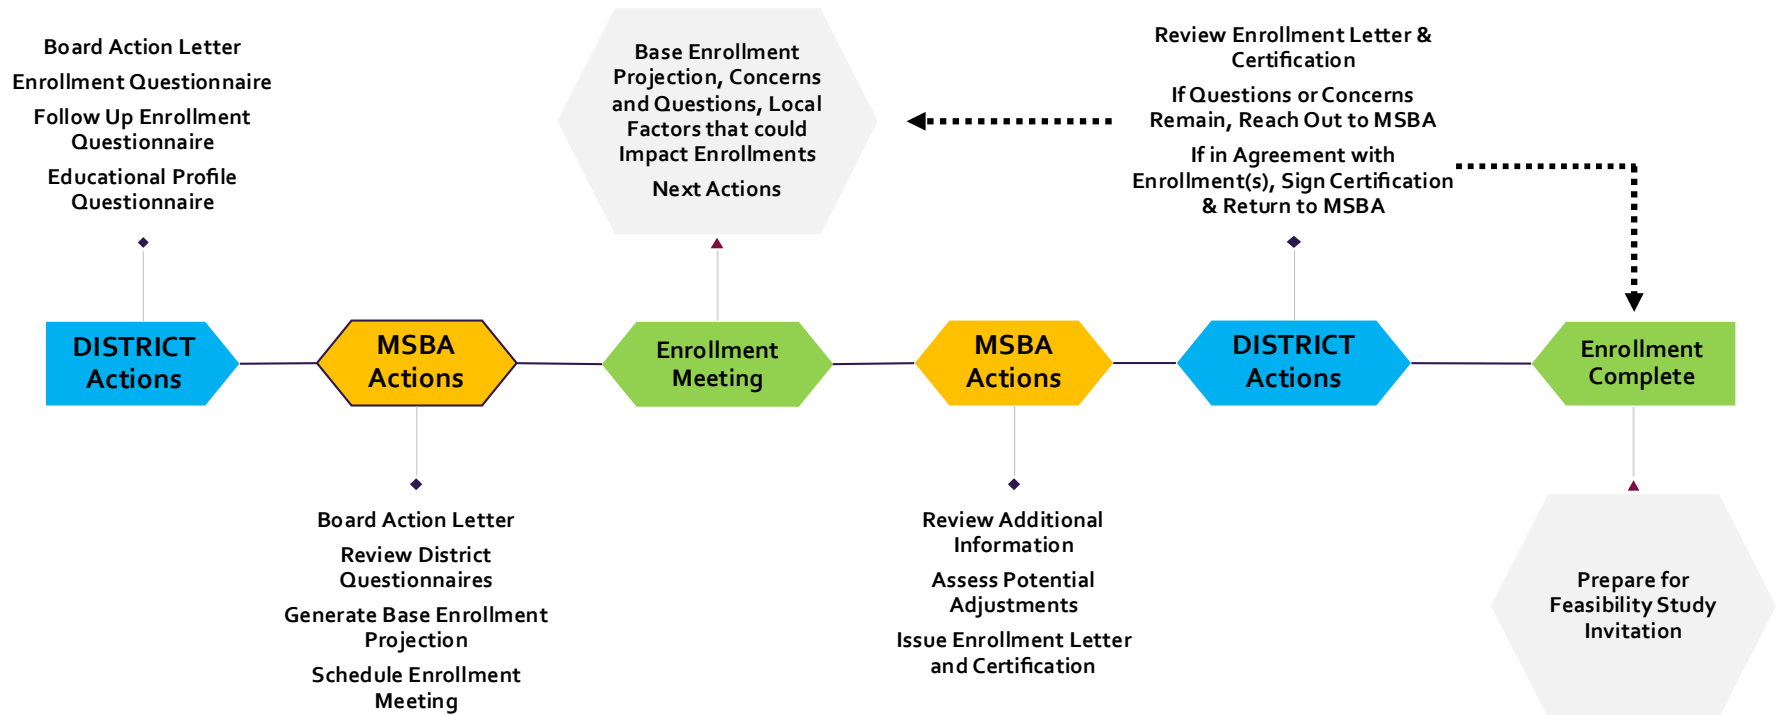 Board Action Letter
Enrollment Questionnaire
Follow Up Enrollment
Questionnaire
Educational Profile
Questionnaire
Base Enrollment
Projection, Concerns
and Questions, Local
Factors that could
Impact Enrollments
Next Actions
Review Enrollment Letter &
Certification
If Questions or Concerns
Remain, Reach Out to MSBA
If in Agreement with
Enrollment(s), Sign Certification
& Return to MSBA
DISTRICT
Actions
MSBA
Actions
Enrollment
Meeting
MSBA
Actions
DISTRICT
Actions
Enrollment
Complete
Board Action Letter
Review District
Questionnaires
Generate Base Enrollment
Projection
Schedule Enrollment
Meeting
Review Additional
Information
Assess Potential
Adjustments
Issue Enrollment Letter
and Certification
Prepare for
Feasibility Study
Invitation